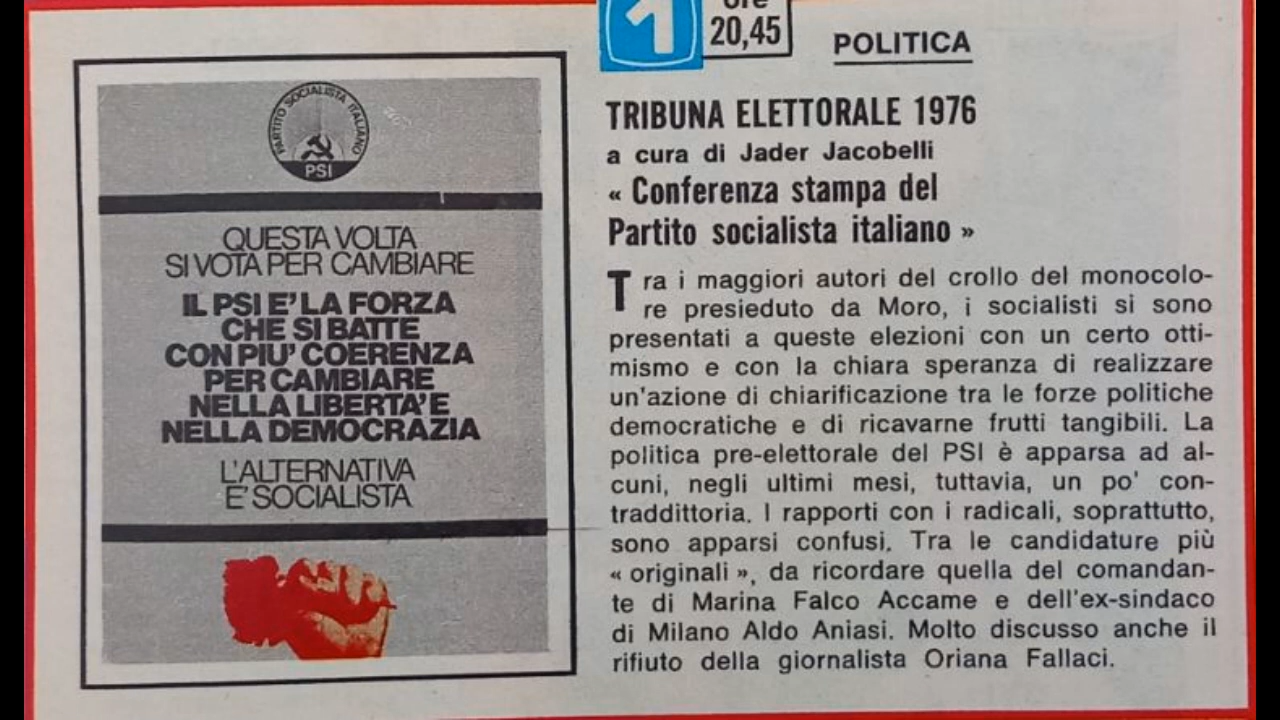 1
ore
20,45
POLITICA
PARTITO SOCIALISTA ITALIANO
PSI
QUESTA VOLTA
SI VOTA PER CAMBIARE
IL PSI E' LA FORZA
CHE SI BATTE
CON PIU' COERENZA
PER CAMBIARE
NELLA LIBERTA' E
NELLA DEMOCRAZIA
L'ALTERNATIVA
E' SOCIALISTA
TRIBUNA ELETTORALE 1976
a cura di Jader Jacobelli
« Conferenza stampa del
Partito socialista italiano »
Tra i maggiori autori del crollo del monocolo-
re presieduto da Moro, i socialisti si sono
presentati a queste elezioni con un certo otti-
mismo e con la chiara speranza di realizzare
un'azione di chiarificazione tra le forze politiche
democratiche e di ricavarne frutti tangibili. La
politica pre-elettorale del PSI è apparsa ad al-
cuni, negli ultimi mesi, tuttavia, un po' con-
traddittoria. I rapporti con i radicali, soprattutto,
sono apparsi confusi. Tra le candidature più
« originali », da ricordare quella del comandan-
te di Marina Falco Accame e dell'ex-sindaco
di Milano Aldo Aniasi. Molto discusso anche il
rifiuto della giornalista Oriana Fallaci.